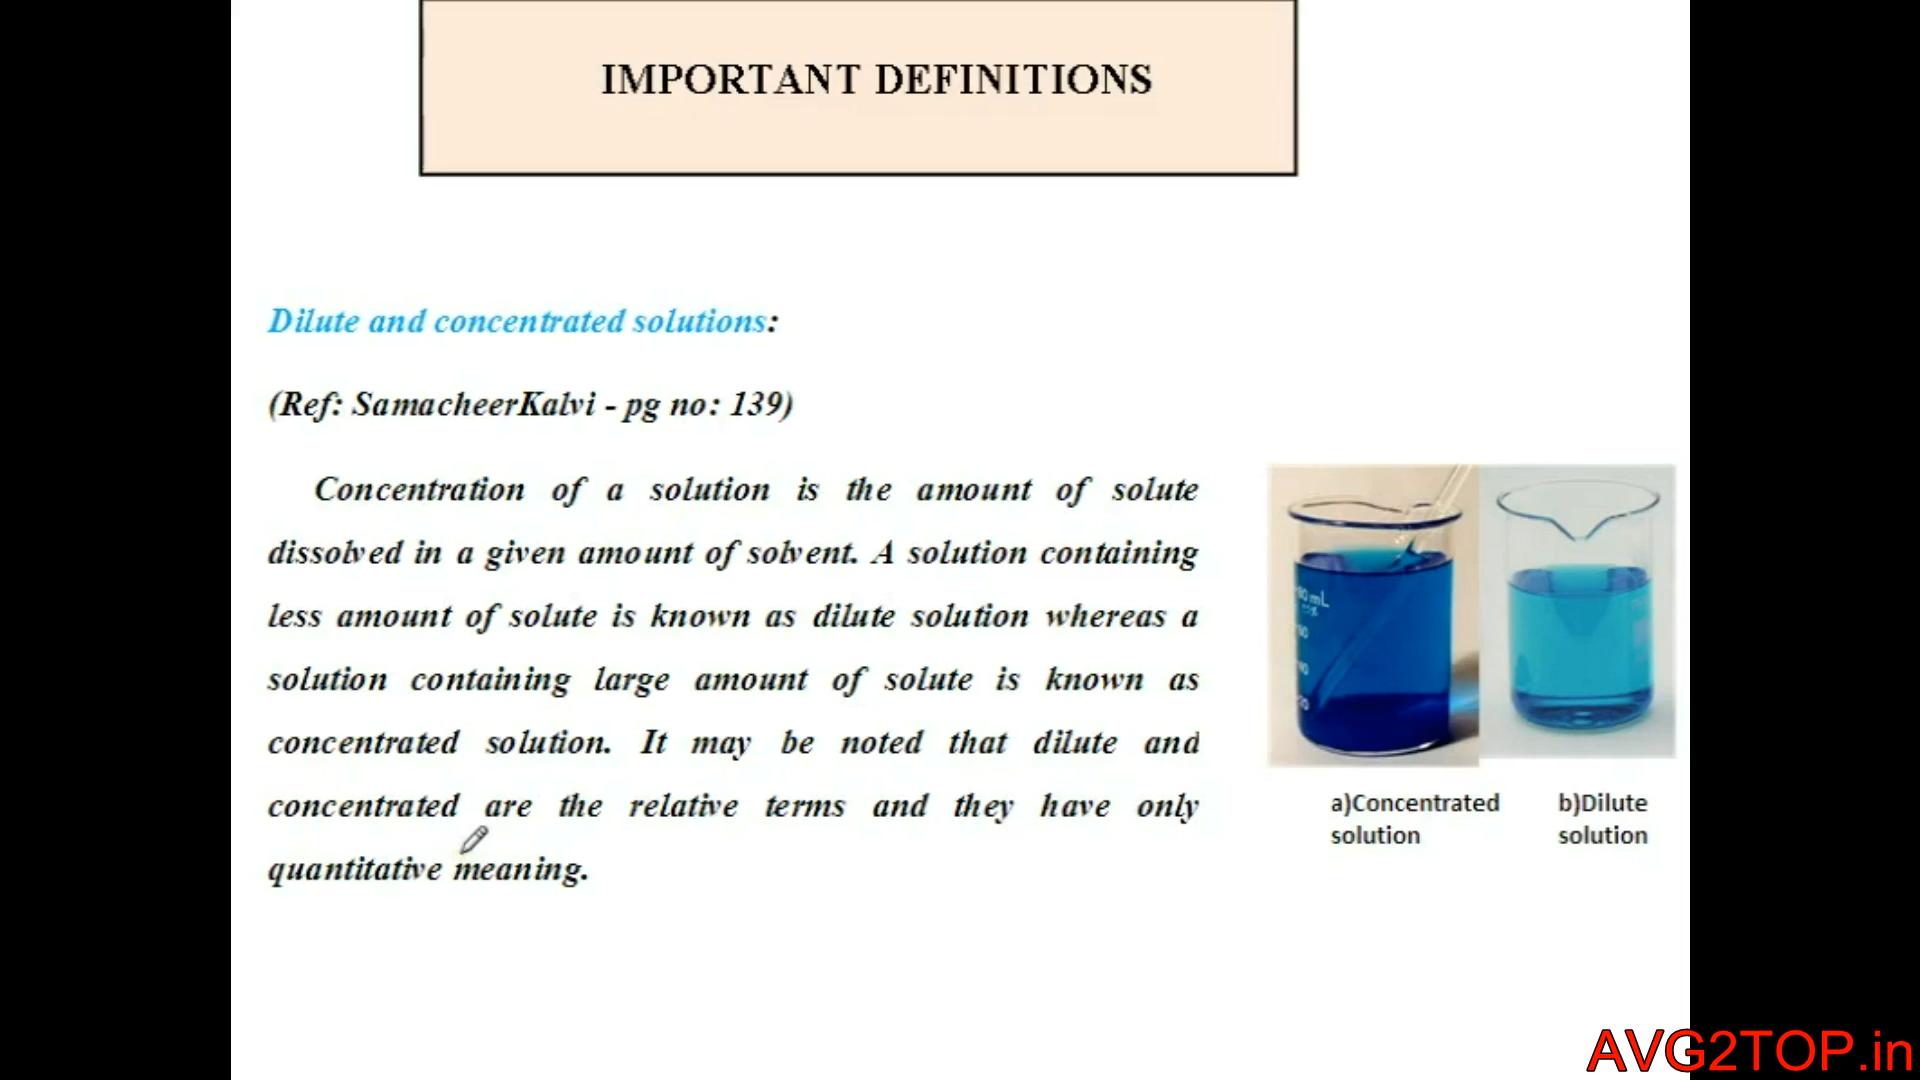 IMPORTANT DEFINITIONS
Dilute and concentrated solutions:
(Ref: SamacheerKalvi - pg no: 139)
Concentration of a solution is the amount of solute
dissolved in a given amount of solvent. A solution containing
less amount of solute is known as dilute solution whereas a
solution containing large amount of solute is known as
concentrated solution. It may be noted that dilute and
concentrated are the relative terms and they have only
quantitative meaning.
a)Concentrated
solution
b)Dilute
solution
AVG2TOP.in